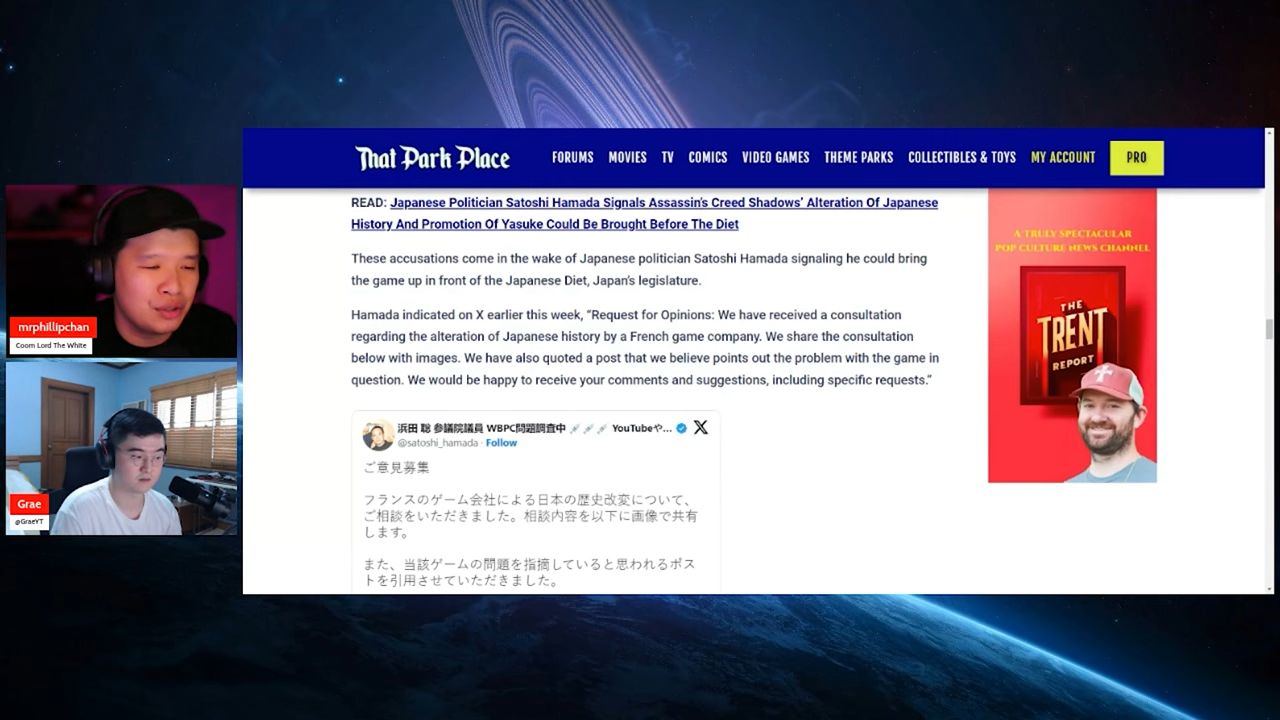 That Park Place
FORUMS MOVIES TV COMICS VIDEO GAMES THEME PARKS COLLECTIBLES & TOYS MY ACCOUNT PRO
READ: Japanese Politician Satoshi Hamada Signals Assassin's Creed Shadows' Alteration Of Japanese
History And Promotion Of Yasuke Could Be Brought Before The Diet
These accusations come in the wake of Japanese politician Satoshi Hamada signaling he could bring
the game up in front of the Japanese Diet, Japan's legislature.
Hamada indicated on X earlier this week, "Request for Opinions: We have received a consultation
regarding the alteration of Japanese history by a French game company. We share the consultation
below with images. We have also quoted a post that we believe points out the problem with the game in
question. We would be happy to receive your comments and suggestions, including specific requests."
浜田 聡 参議院議員 WBPC問題調査中 YouTubeや...
@satoshi_hamada · Follow
ご意見募集
フランスのゲーム会社による日本の歴史改変について、
ご相談をいただきました。相談内容を以下に画像で共有
します。
また、当該ゲームの問題を指摘していると思われるポス
トを引用させていただきました。
A TRULY SPECTACULAR
POP CULTURE NEWS CHANNEL
THE
TRENT
REPORT
mrphillipchan
Coom Lord The White
Grae
@GraeYT